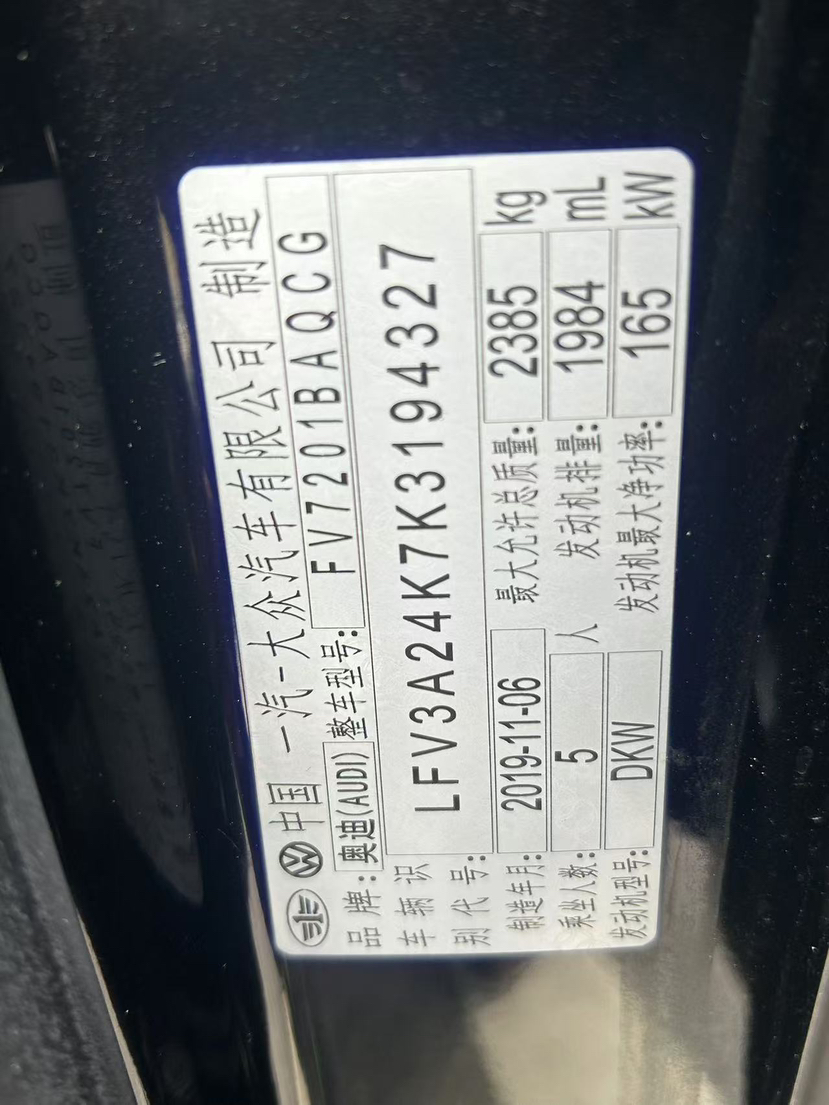 中国 一汽-大众汽车有限公司 制造
品牌: 奥迪(AUDI) 整车型号: FV7201BAQCG
车辆识别代号: LFV3A24K7K3194327
制造年月: 2019-11-06 最大允许总质量: 2385 kg
乘坐人数: 5 人 发动机排量: 1984 mL
发动机型号: DKW 发动机最大净功率: 165 kW